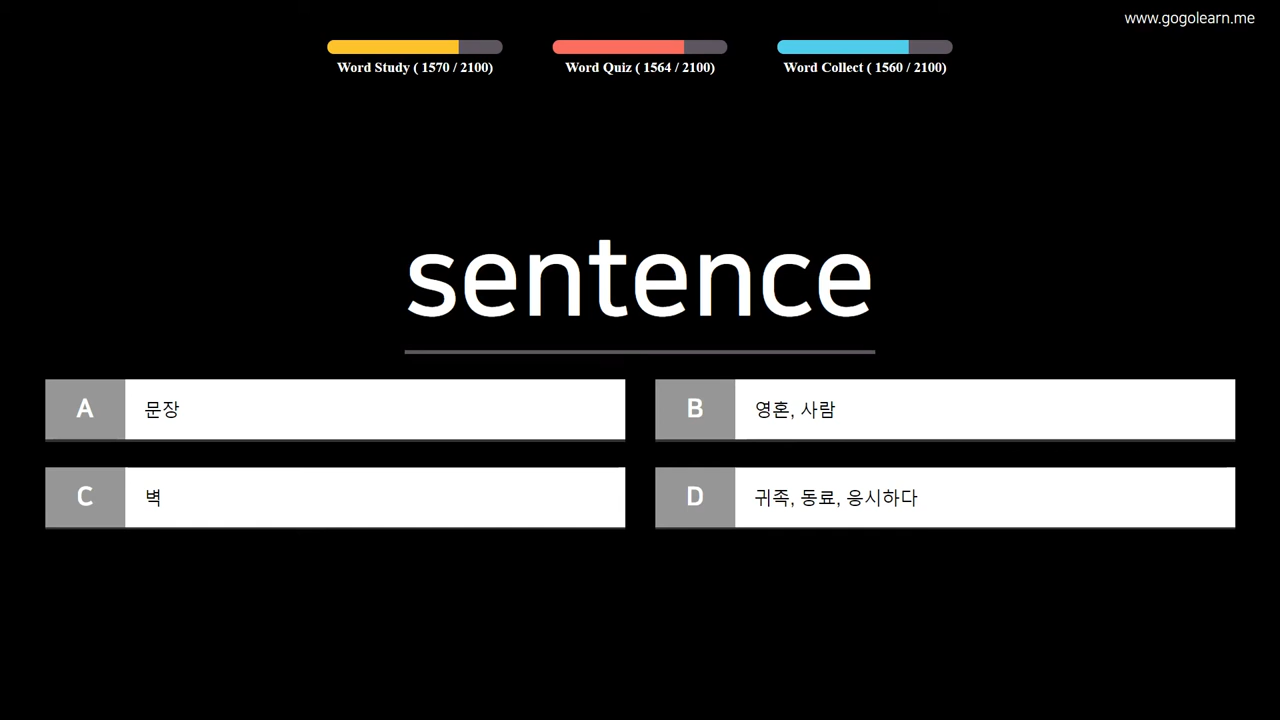 www.gogolearn.me
Word Study ( 1570 / 2100)
Word Quiz ( 1564 / 2100)
Word Collect ( 1560 / 2100)
sentence
A 문장
B 영혼, 사람
C 벽
D 귀족, 동료, 응시하다